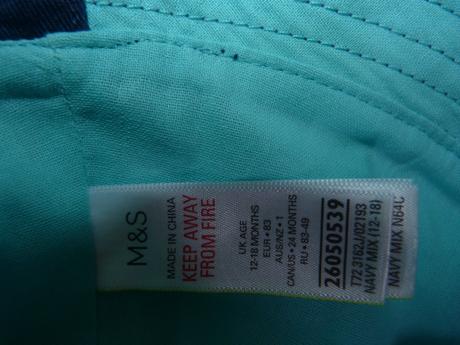 M&S
MADE IN CHINA
KEEP AWAY
FROM FIRE
UK AGE
12-18 MONTHS
EUR • 83
AUS/NZ • 1
CAN/US • 24 MONTHS
RU • 83-49
26050539
T72 3162J/02193
NAVY MIX (12-18)
NAVY MIX N64C